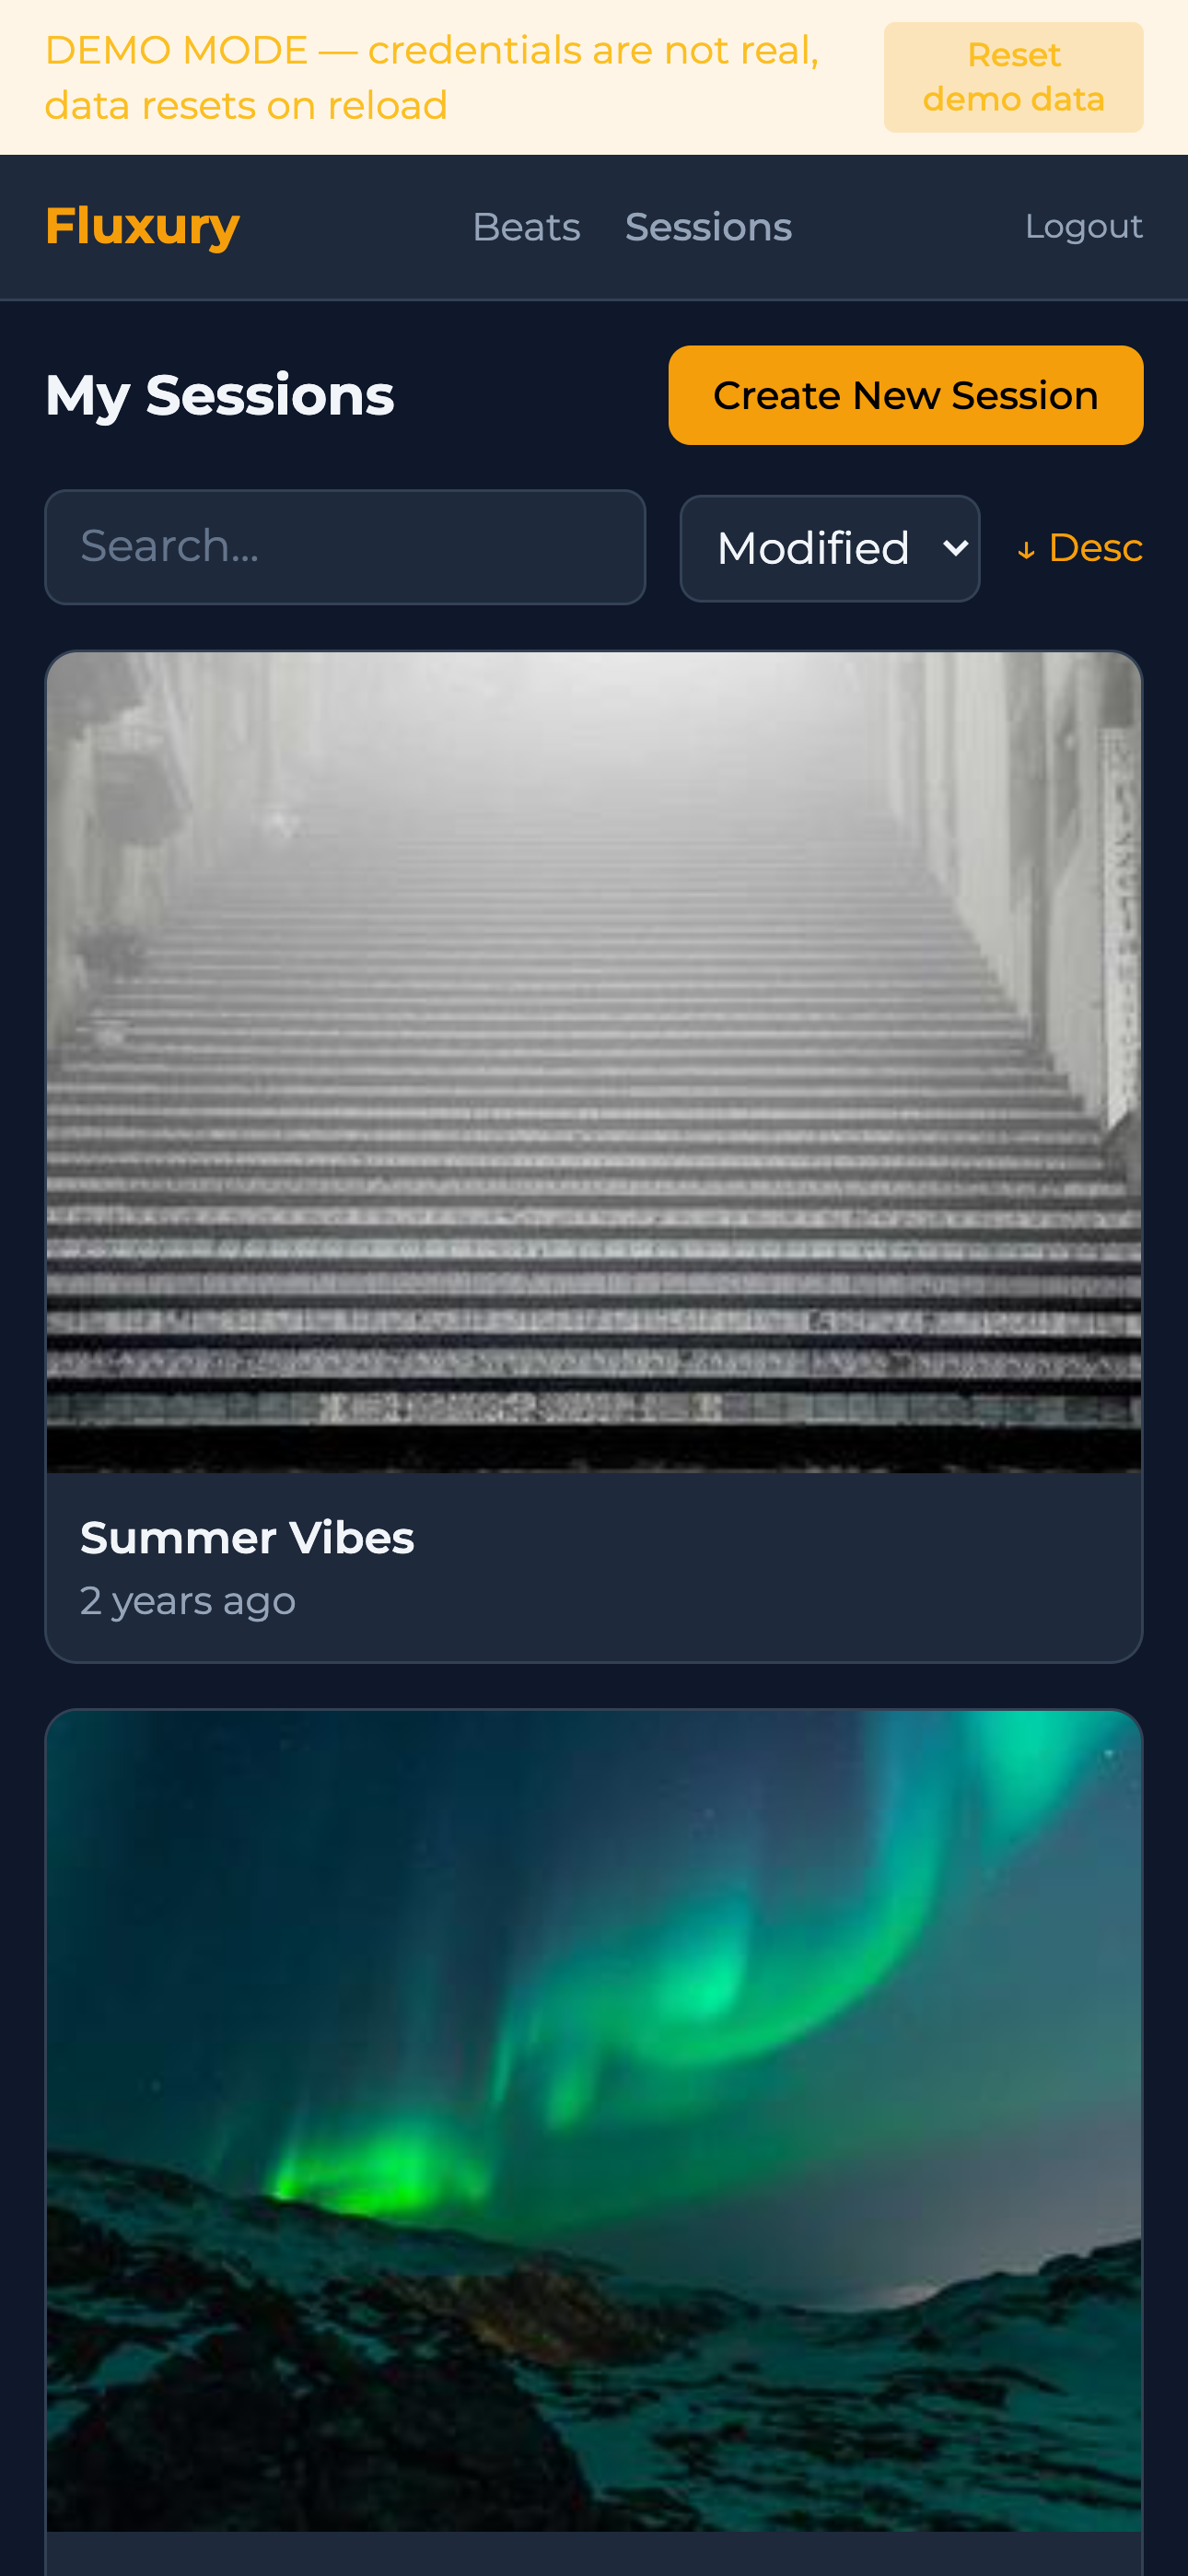 DEMO MODE — credentials are not real,
data resets on reload
Reset
demo data
Fluxury
Beats
Sessions
Logout
My Sessions
Create New Session
Search...
Modified
↓ Desc
Summer Vibes
2 years ago